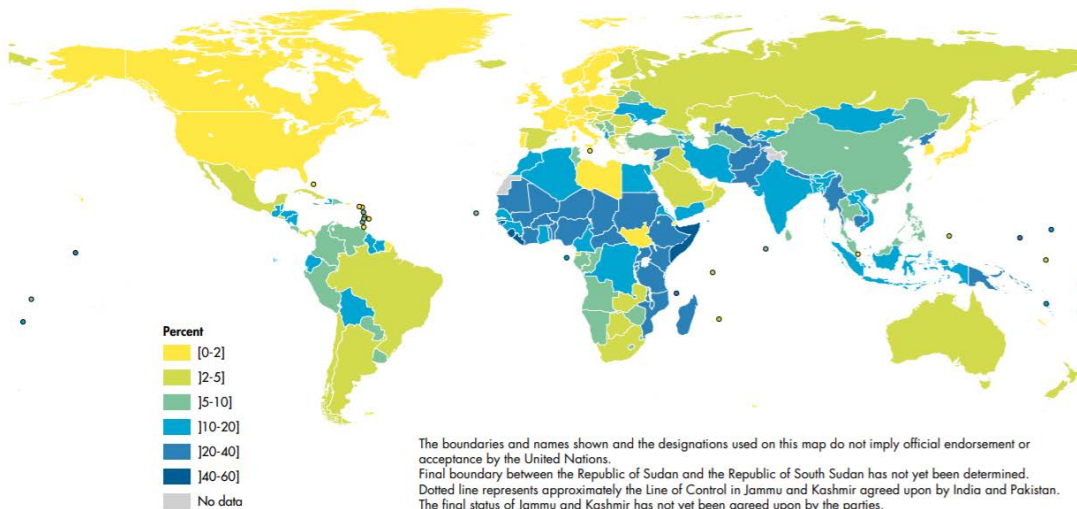 Percent
[0-2]
]2-5]
]5-10]
]10-20]
]20-40]
]40-60]
No data
The boundaries and names shown and the designations used on this map do not imply official endorsement or
acceptance by the United Nations.
Final boundary between the Republic of Sudan and the Republic of South Sudan has not yet been determined.
Dotted line represents approximately the Line of Control in Jammu and Kashmir agreed upon by India and Pakistan.
The final status of Jammu and Kashmir has not yet been agreed upon by the parties.